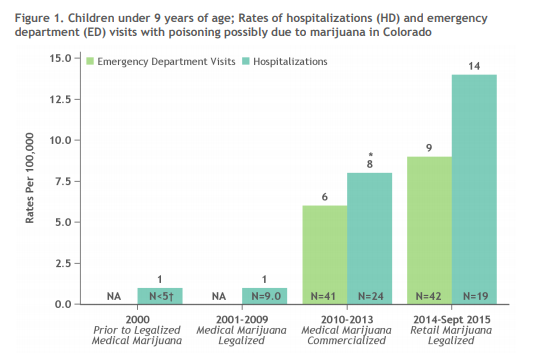 Figure 1. Children under 9 years of age; Rates of hospitalizations (HD) and emergency
department (ED) visits with poisoning possibly due to marijuana in Colorado
Emergency Department Visits Hospitalizations
Rates Per 100,000
15.0
12.5
10.0
7.5
5.0
2.5
0.0
1
1
6
*
8
9
14
NA N<5† NA N=9.0 N=41 N=24 N=42 N=19
2000 2001-2009 2010-2013 2014-Sept 2015
Prior to Legalized Medical Marijuana Medical Marijuana Retail Marijuana
Medical Marijuana Legalized Commercialized Legalized